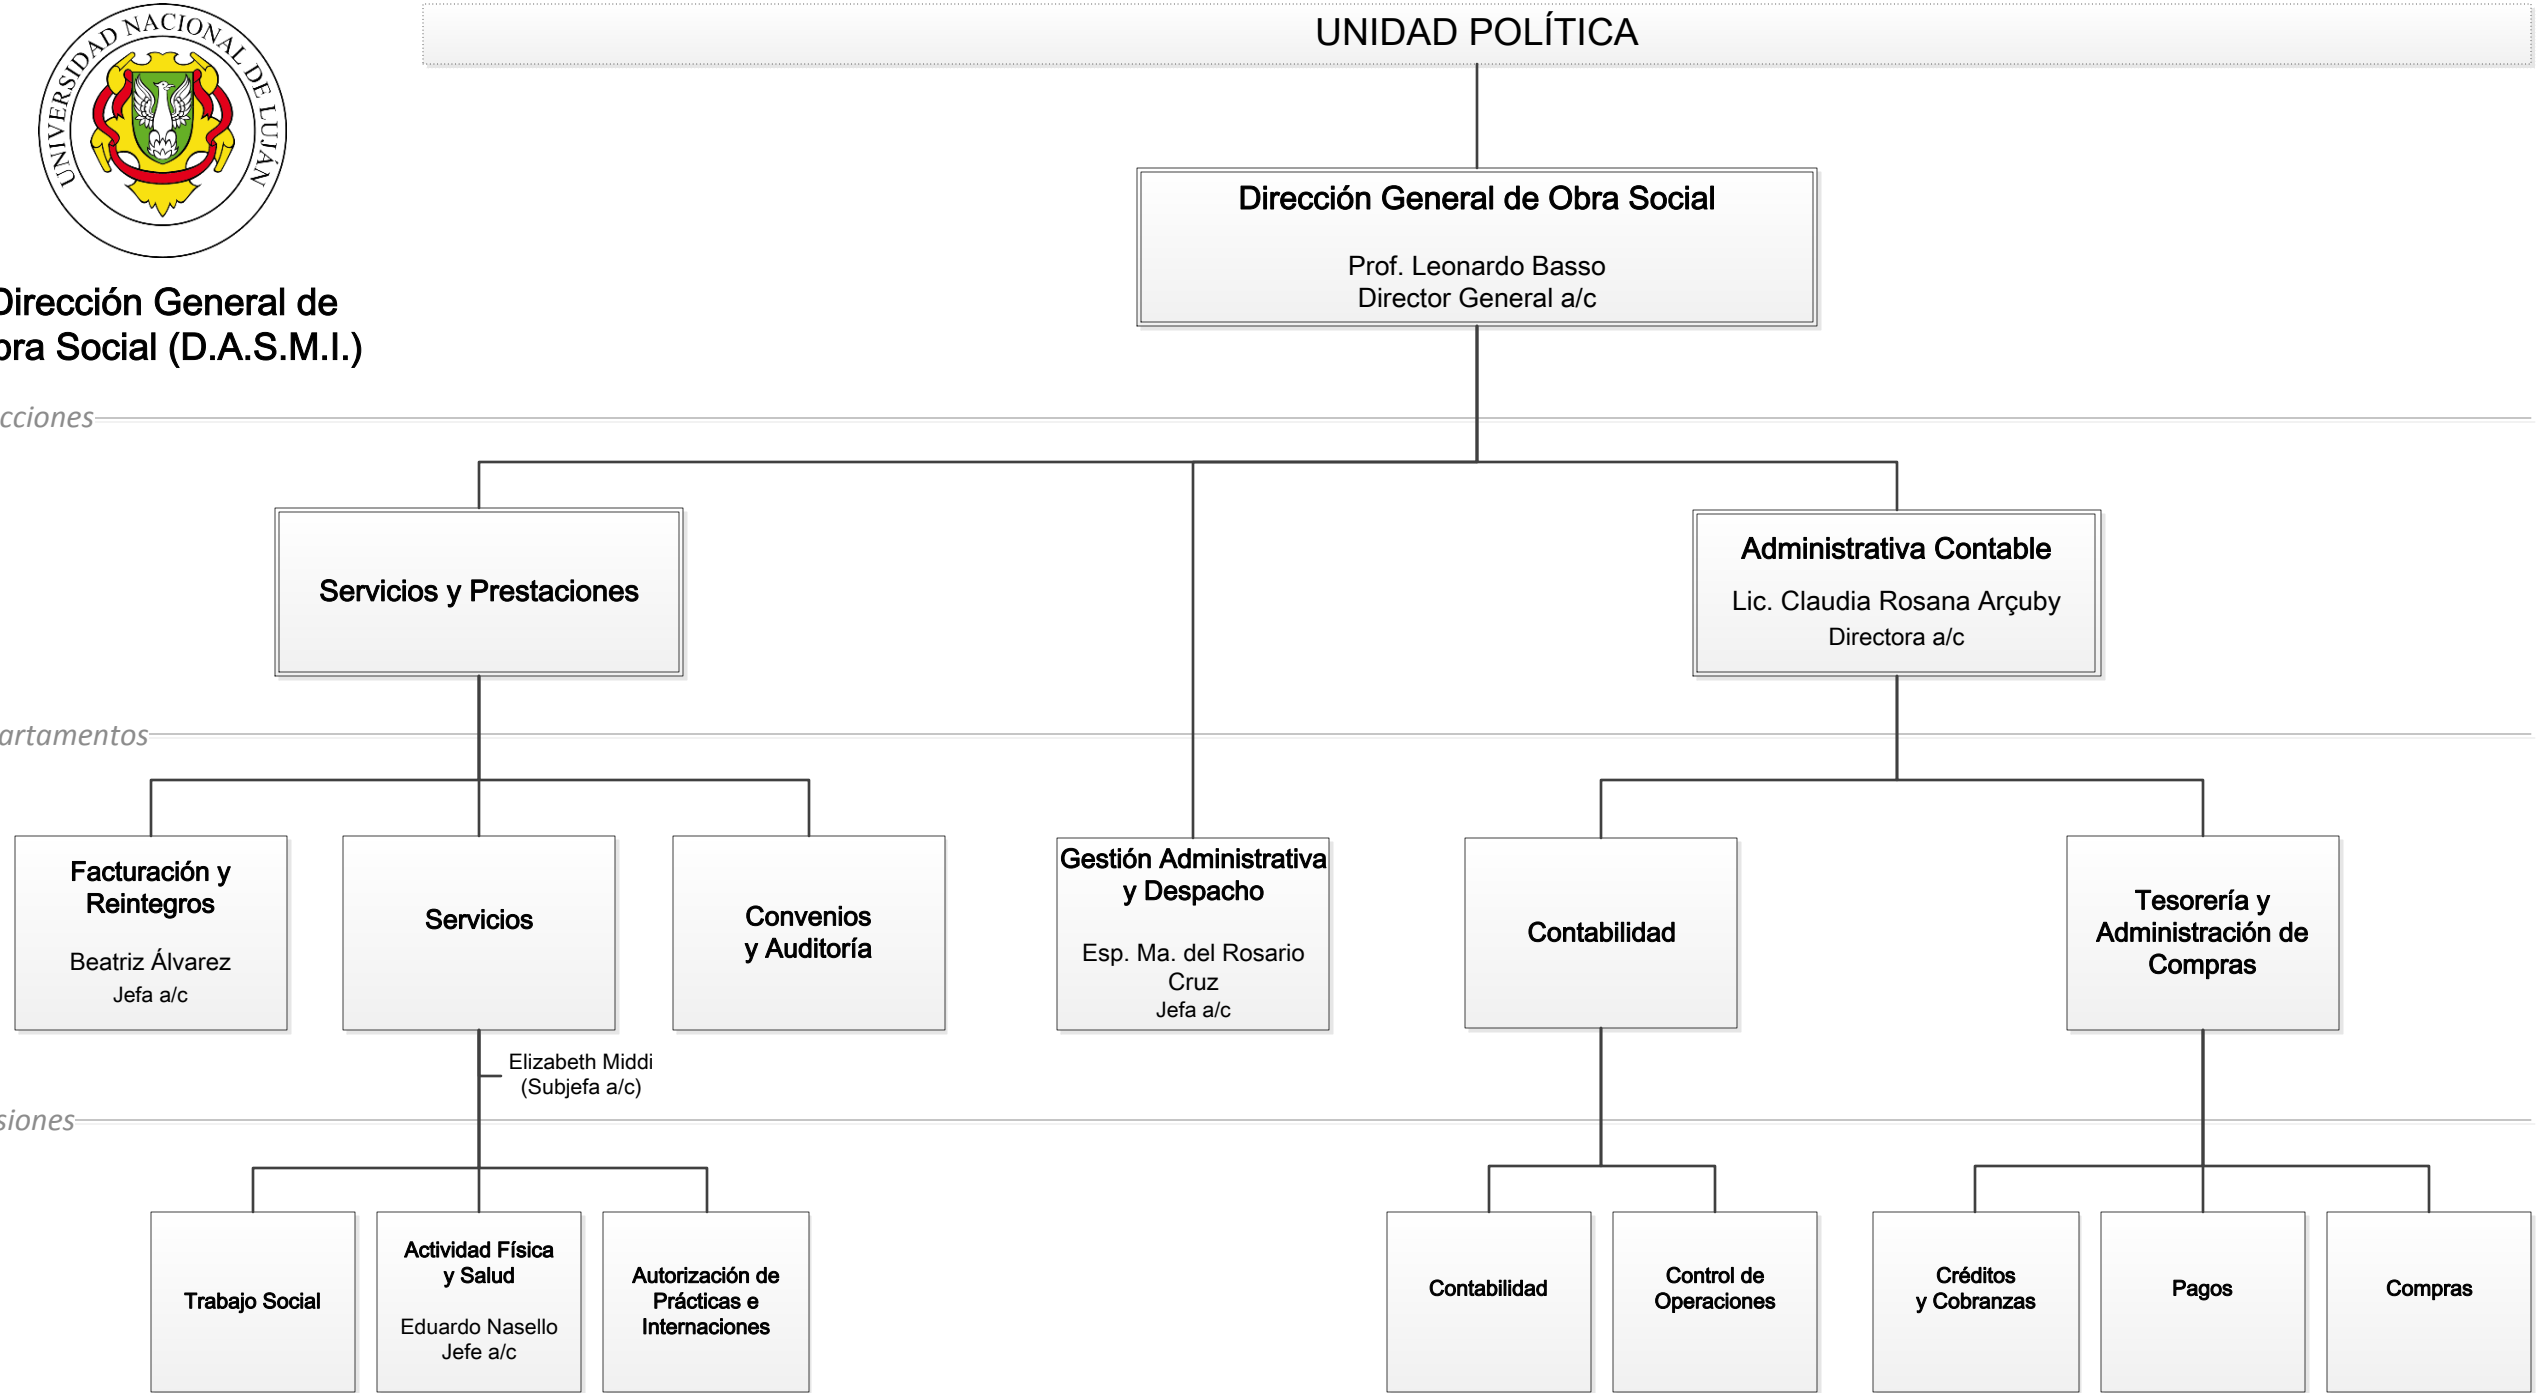 UNIVERSIDAD NACIONAL DE LUJÁN
UNIDAD POLÍTICA
Dirección General de Obra Social
Prof. Leonardo Basso
Director General a/c
Dirección General de
bra Social (D.A.S.M.I.)
cciones
Servicios y Prestaciones
Administrativa Contable
Lic. Claudia Rosana Arçuby
Directora a/c
artamentos
Facturación y
Reintegros
Beatriz Álvarez
Jefa a/c
Servicios
Convenios
y Auditoría
Gestión Administrativa
y Despacho
Esp. Ma. del Rosario
Cruz
Jefa a/c
Contabilidad
Tesorería y
Administración de
Compras
Elizabeth Middi
(Subjefa a/c)
siones
Trabajo Social
Actividad Física
y Salud
Eduardo Nasello
Jefe a/c
Autorización de
Prácticas e
Internaciones
Contabilidad
Control de
Operaciones
Créditos
y Cobranzas
Pagos
Compras